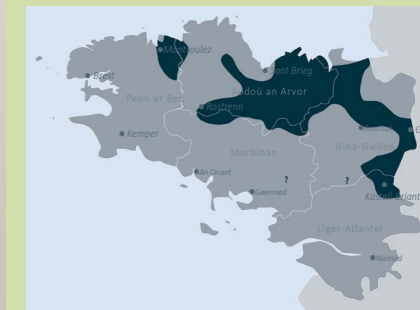 Montroulez
Brest
Sant Brieg
Penn ar Bed
Aodoù an Arvor
Rostrenn
Kemper
Il-ha-Gwilen
Morbihan
An Oriant
?
?
Gwened
Kastell Briant
Liger-Atlantel
Naoned